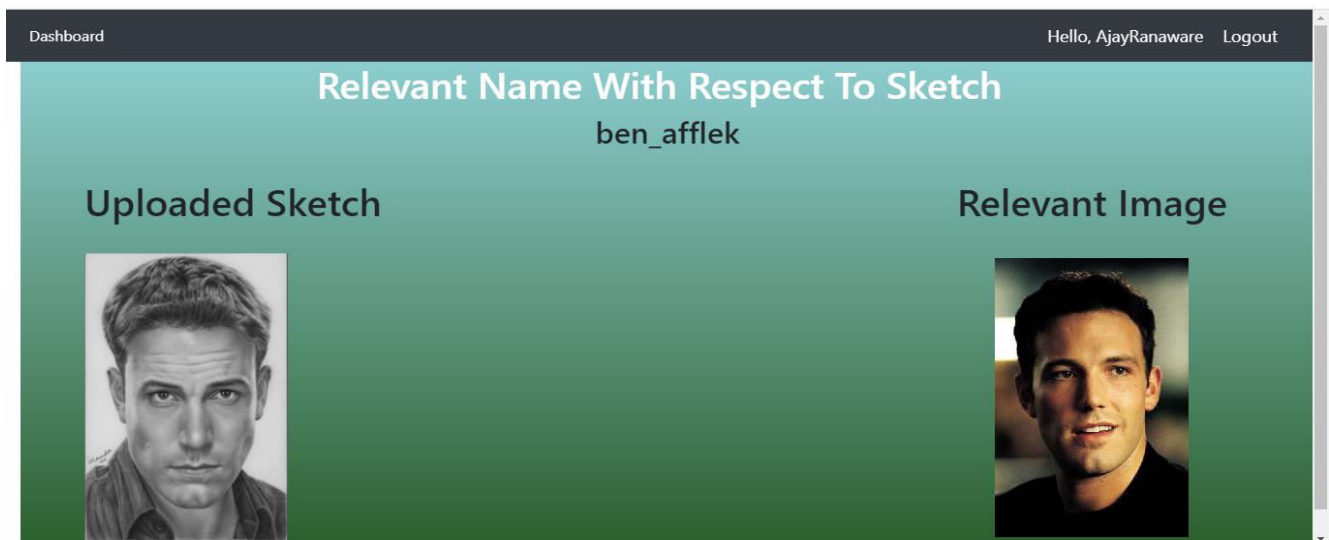 Dashboard
Hello, AjayRanaware Logout
Relevant Name With Respect To Sketch
ben_afflek
Uploaded Sketch
Relevant Image